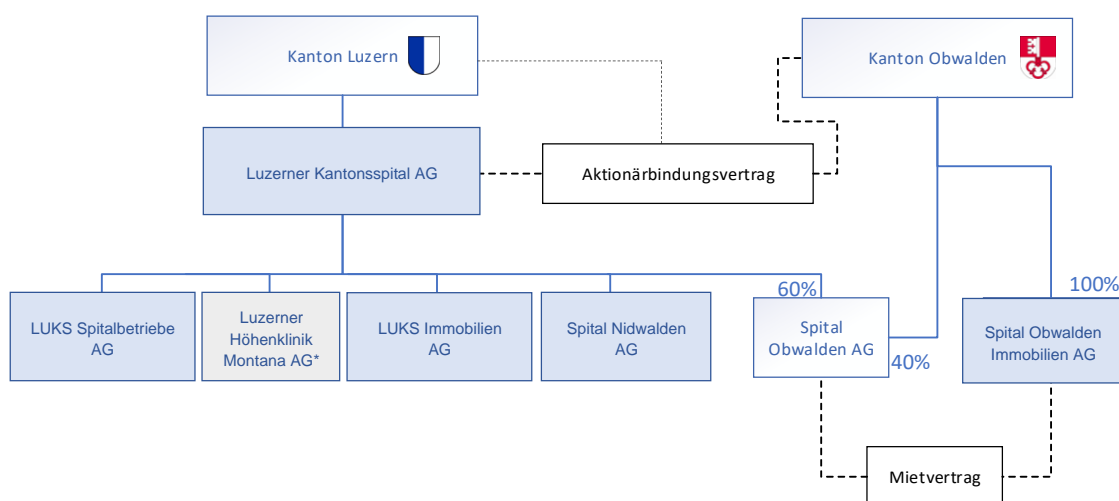 Kanton Luzern
Kanton Obwalden
Luzerner Kantonsspital AG
Aktionärbindungsvertrag
60%
100%
LUKS Spitalbetriebe
AG
Luzerner
Höhenklinik
Montana AG*
LUKS Immobilien
AG
Spital Nidwalden
AG
Spital
Obwalden AG
40%
Spital Obwalden
Immobilien AG
Mietvertrag